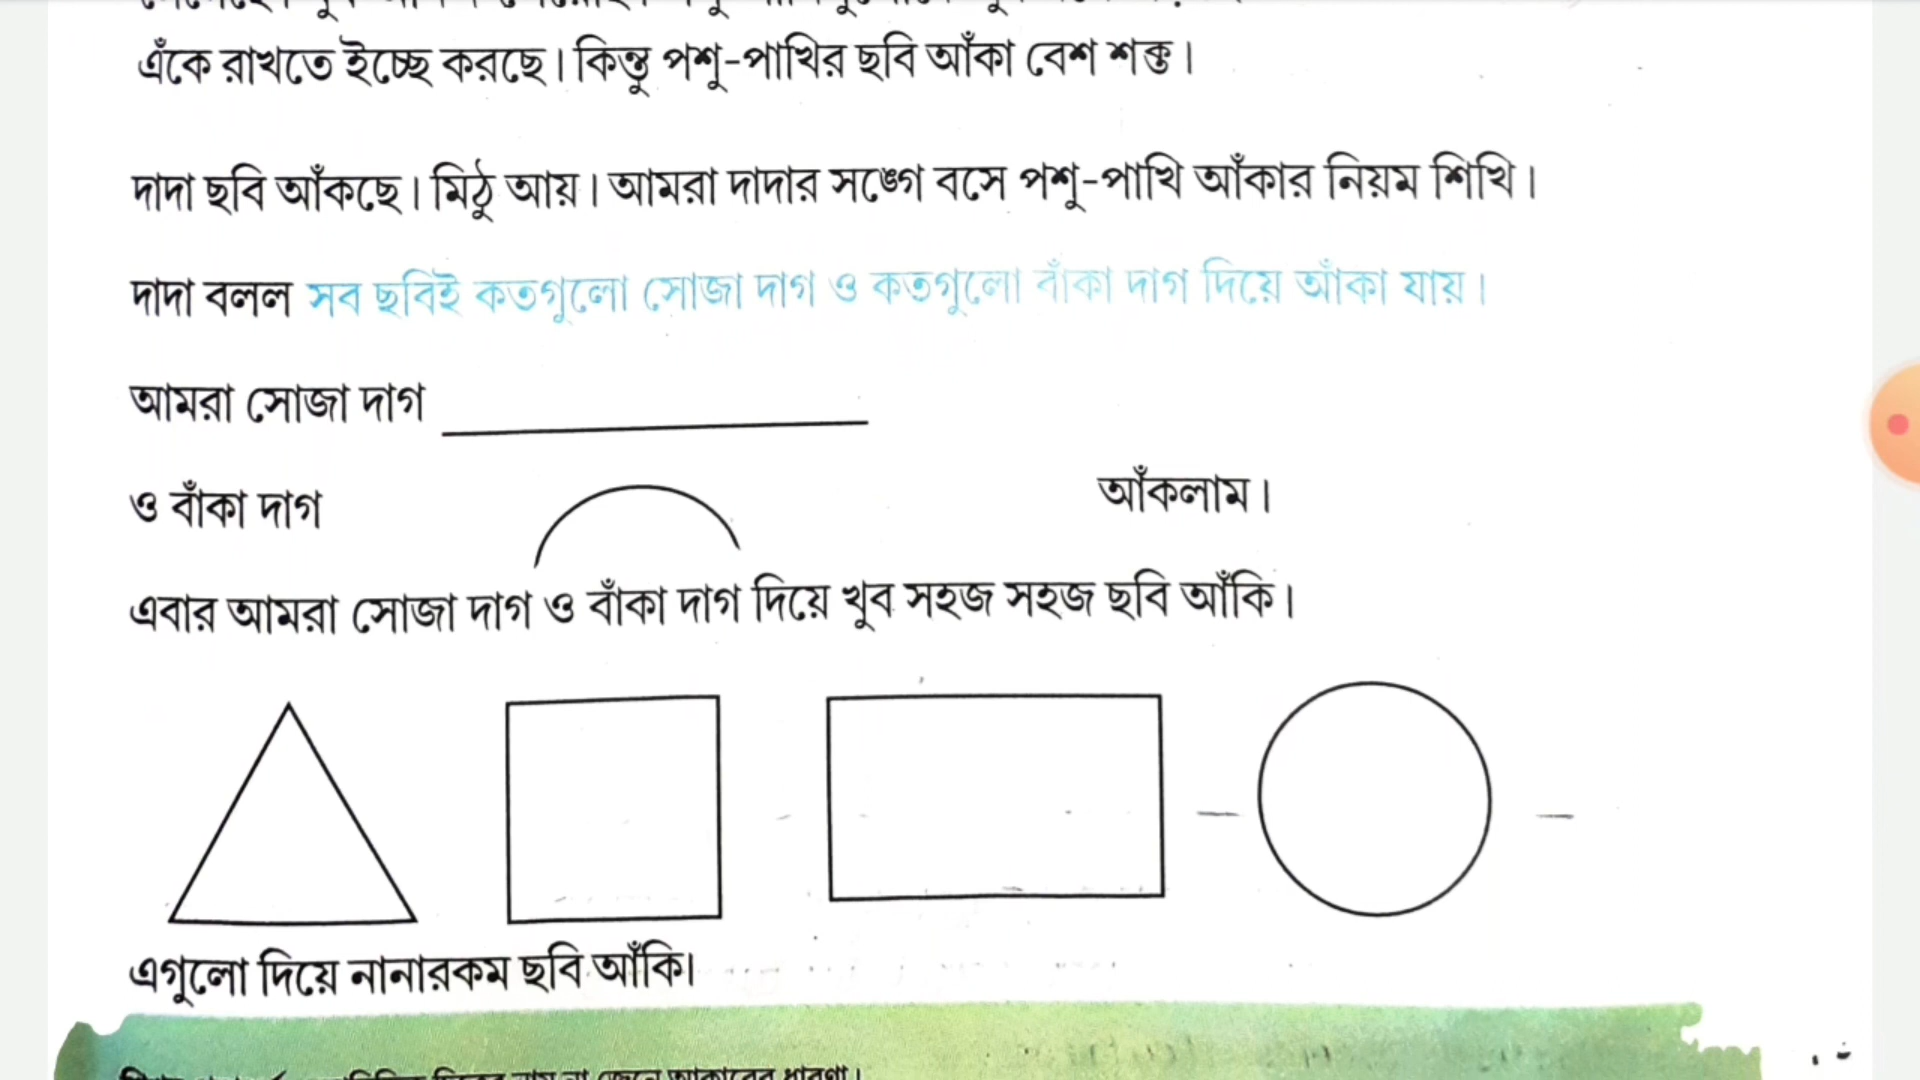 এঁকে রাখতে ইচ্ছে করছে। কিন্তু পশু-পাখির ছবি আঁকা বেশ শক্ত।
দাদা ছবি আঁকছে। মিঠু আয়। আমরা দাদার সঙ্গে বসে পশু-পাখি আঁকার নিয়ম শিখি।
দাদা বলল সব ছবিই কতগুলো সোজা দাগ ও কতগুলো বাঁকা দাগ দিয়ে আঁকা যায়।
আমরা সোজা দাগ
ও বাঁকা দাগ আঁকলাম।
এবার আমরা সোজা দাগ ও বাঁকা দাগ দিয়ে খুব সহজ সহজ ছবি আঁকি।
এগুলো দিয়ে নানারকম ছবি আঁকি।